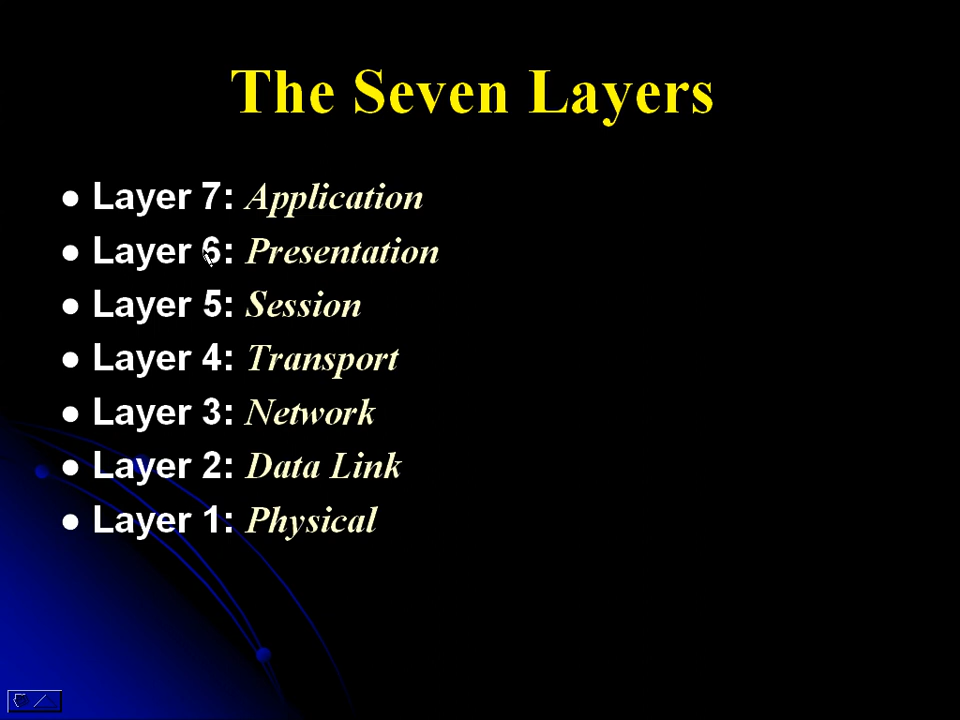 The Seven Layers
● Layer 7: Application
● Layer 6: Presentation
● Layer 5: Session
● Layer 4: Transport
● Layer 3: Network
● Layer 2: Data Link
● Layer 1: Physical